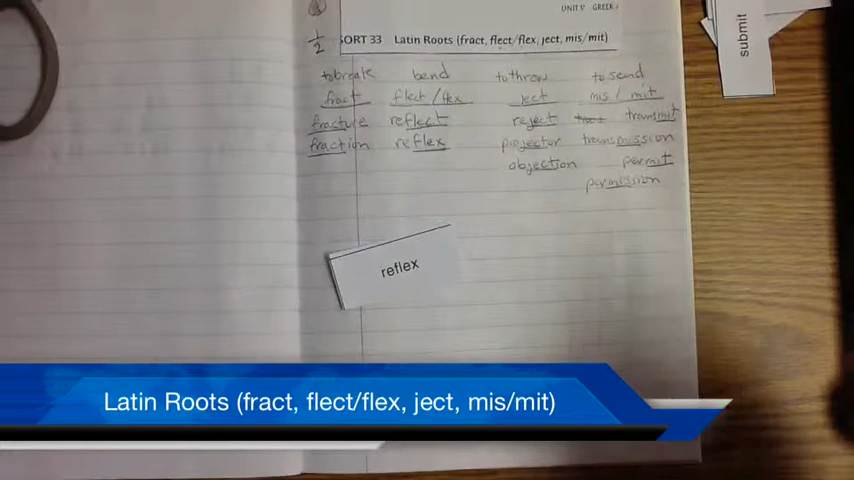 UNIT V GREEK
1/2
SORT 33 Latin Roots (fract, flect/flex, ject, mis/mit)
to break bend to throw to send
fract flect/flex ject mis / mit
fracture reflect reject transmit
fraction reflex projector transmission
objection permit
permission
submit
reflex
Latin Roots (fract, flect/flex, ject, mis/mit)